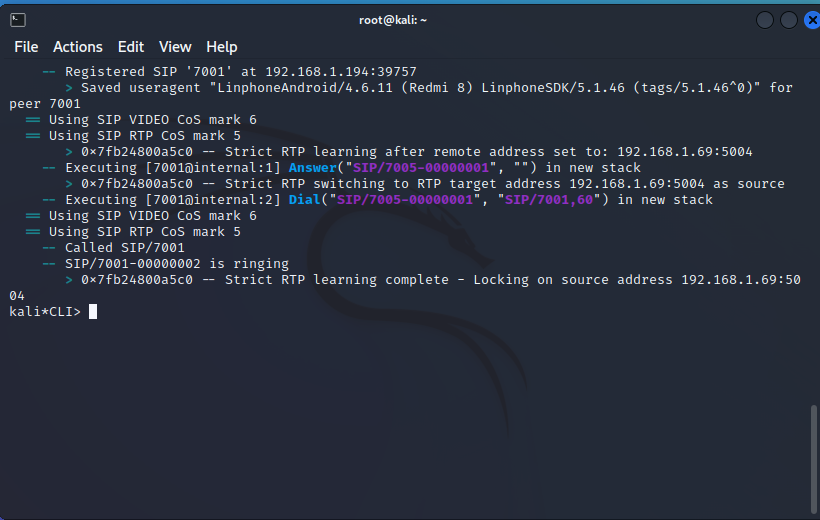 root@kali: ~
File Actions Edit View Help
-- Registered SIP '7001' at 192.168.1.194:39757
> Saved useragent "LinphoneAndroid/4.6.11 (Redmi 8) LinphoneSDK/5.1.46 (tags/5.1.46^0)" for
peer 7001
== Using SIP VIDEO CoS mark 6
== Using SIP RTP CoS mark 5
> 0x7fb24800a5c0 -- Strict RTP learning after remote address set to: 192.168.1.69:5004
-- Executing [7001@internal:1] Answer("SIP/7005-00000001", "") in new stack
> 0x7fb24800a5c0 -- Strict RTP switching to RTP target address 192.168.1.69:5004 as source
-- Executing [7001@internal:2] Dial("SIP/7005-00000001", "SIP/7001,60") in new stack
== Using SIP VIDEO CoS mark 6
== Using SIP RTP CoS mark 5
-- Called SIP/7001
-- SIP/7001-00000002 is ringing
> 0x7fb24800a5c0 -- Strict RTP learning complete - Locking on source address 192.168.1.69:50
04
kali*CLI>